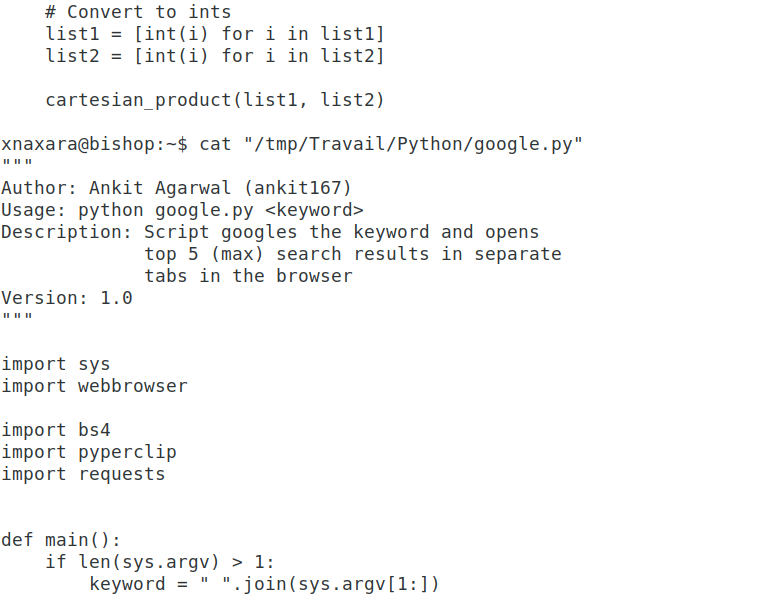 # Convert to ints
    list1 = [int(i) for i in list1]
    list2 = [int(i) for i in list2]

    cartesian_product(list1, list2)

xnaxara@bishop:~$ cat "/tmp/Travail/Python/google.py"
"""
Author: Ankit Agarwal (ankit167)
Usage: python google.py <keyword>
Description: Script googles the keyword and opens
             top 5 (max) search results in separate
             tabs in the browser
Version: 1.0
"""

import sys
import webbrowser

import bs4
import pyperclip
import requests


def main():
    if len(sys.argv) > 1:
        keyword = " ".join(sys.argv[1:])